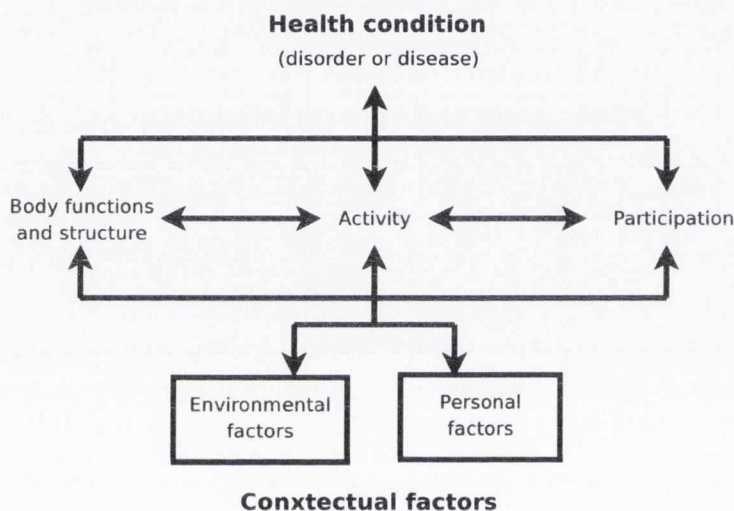 Health condition
(disorder or disease)
Body functions
and structure
Activity
Participation
Environmental
factors
Personal
factors
Conxtectual factors